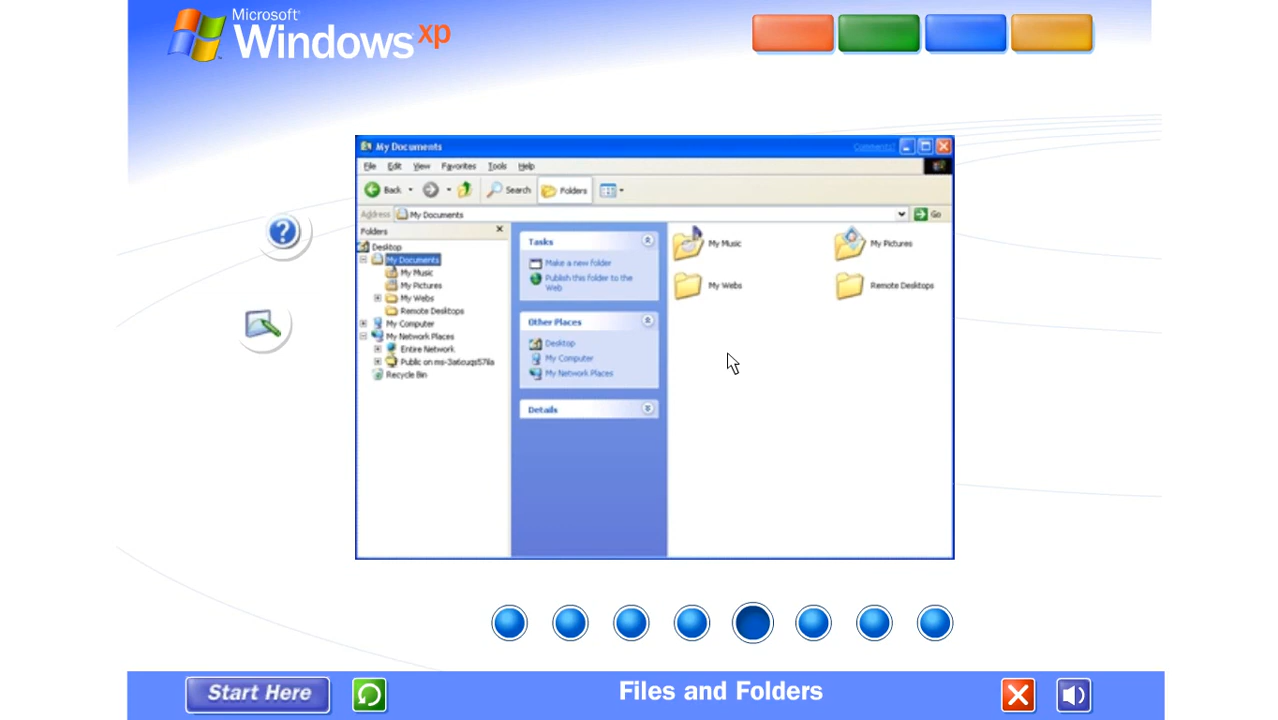 Microsoft®
Windows xp
My Documents
Comments?
File Edit View Favorites Tools Help
Back Search Folders
Address My Documents Go
Folders
Desktop
My Documents
My Music
My Pictures
My Webs
Remote Desktops
My Computer
My Network Places
Entire Network
Public on
Recycle Bin
Tasks
Make a new folder
Publish this folder to the
Web
Other Places
Desktop
My Computer
My Network Places
Details
My Music My Pictures
My Webs Remote Desktops
Start Here
Files and Folders